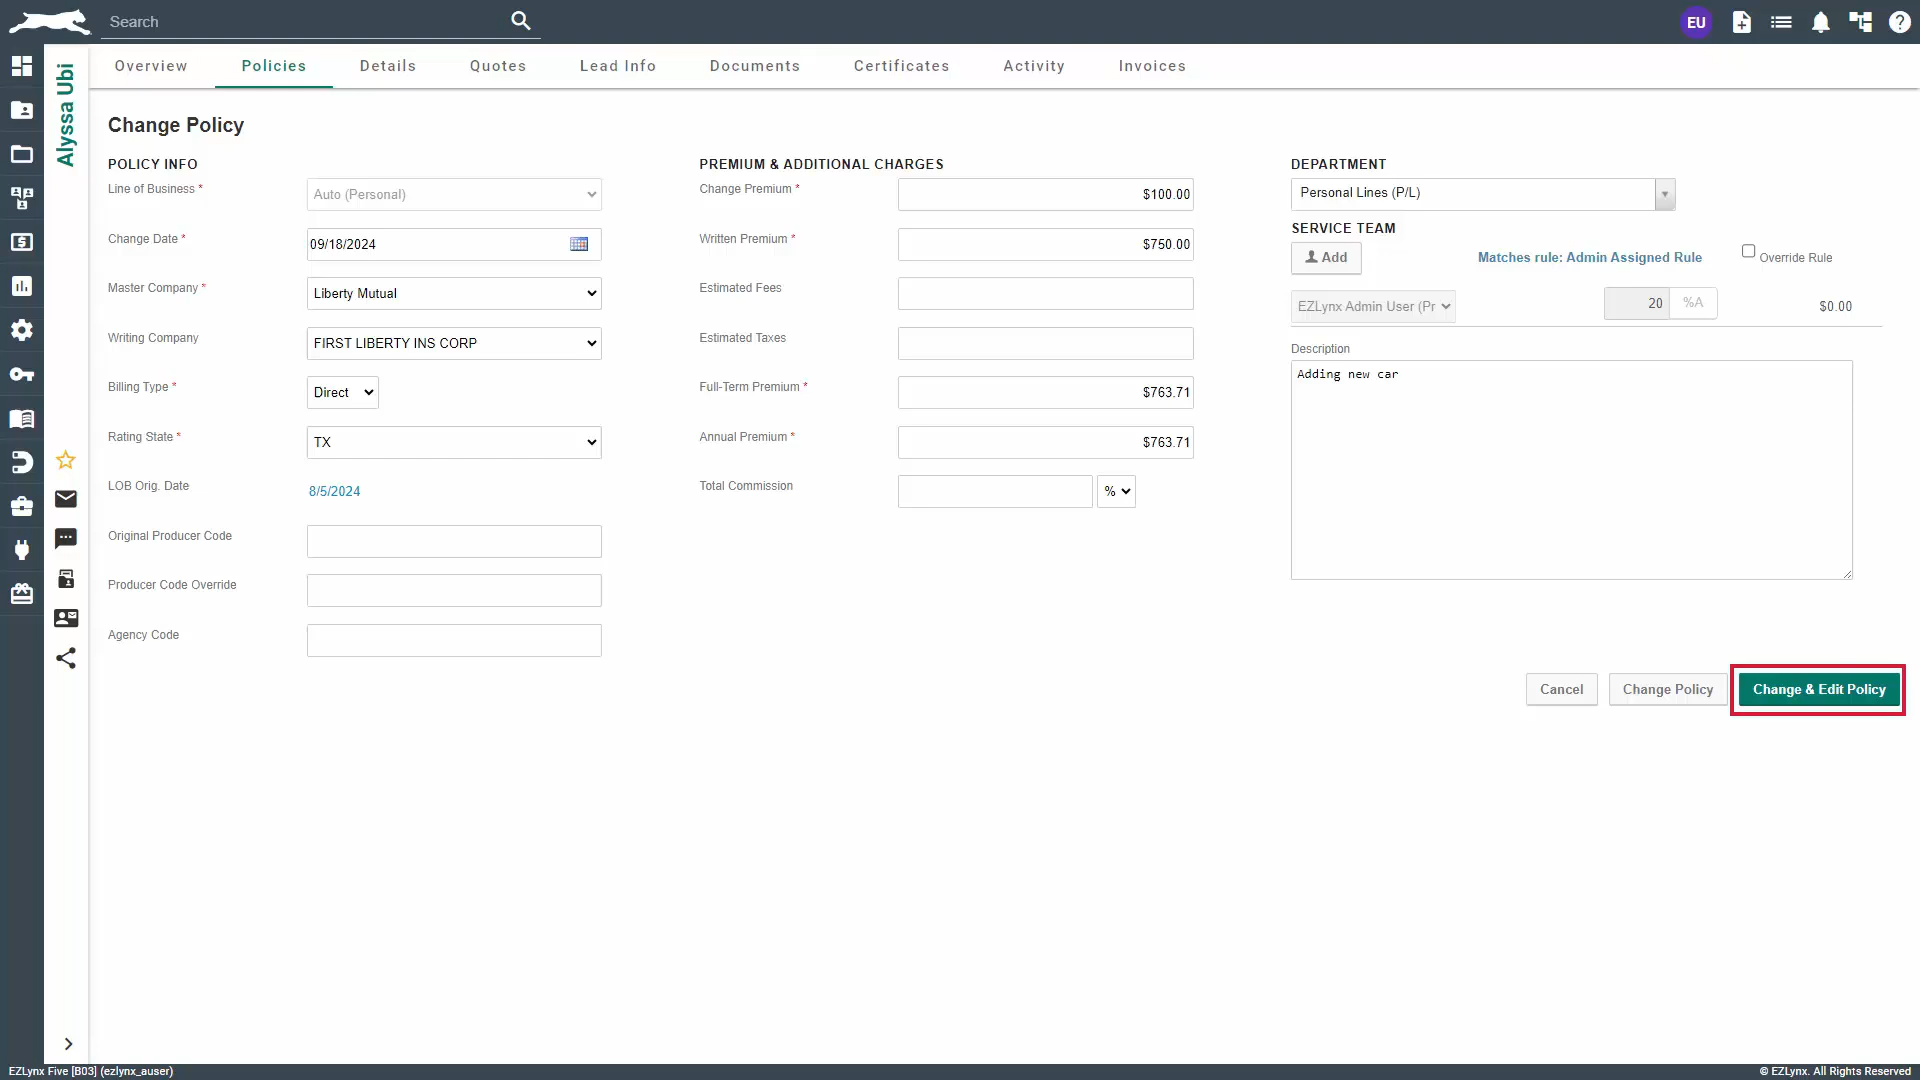 Search
EU
Alyssa Ubi
Overview
Policies
Details
Quotes
Lead Info
Documents
Certificates
Activity
Invoices
Change Policy
POLICY INFO
Line of Business *
Auto (Personal)
Change Date *
09/18/2024
Master Company *
Liberty Mutual
Writing Company
FIRST LIBERTY INS CORP
Billing Type *
Direct
Rating State *
TX
LOB Orig. Date
8/5/2024
Original Producer Code
Producer Code Override
Agency Code
PREMIUM & ADDITIONAL CHARGES
Change Premium *
$100.00
Written Premium *
$750.00
Estimated Fees
Estimated Taxes
Full-Term Premium *
$763.71
Annual Premium *
$763.71
Total Commission
%
DEPARTMENT
Personal Lines (P/L)
SERVICE TEAM
Add
Matches rule: Admin Assigned Rule
Override Rule
EZLynx Admin User (Pr
20
%A
$0.00
Description
Adding new car
Cancel
Change Policy
Change & Edit Policy
EZLynx Five [B03] (ezlynx_auser)
© EZLynx. All Rights Reserved